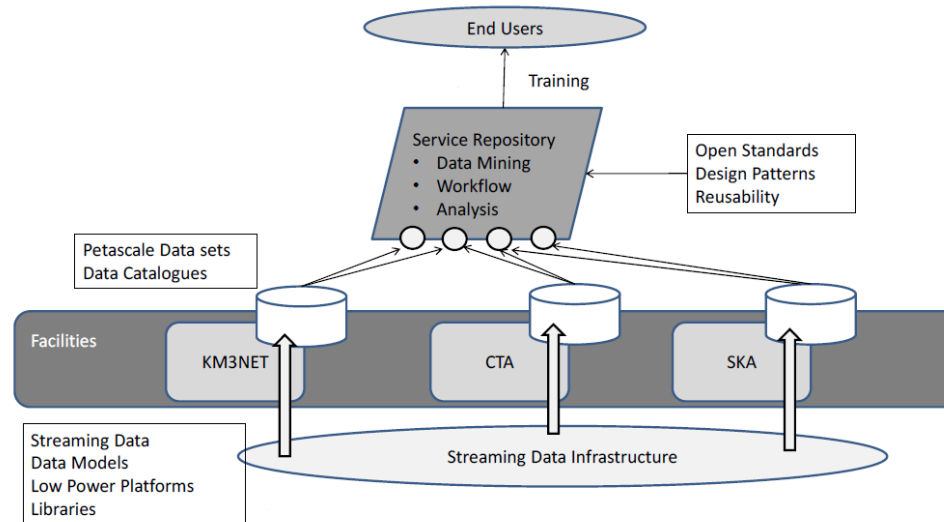 End Users
Training
Service Repository
• Data Mining
• Workflow
• Analysis
Open Standards
Design Patterns
Reusability
Petascale Data sets
Data Catalogues
Facilities
KM3NET
CTA
SKA
Streaming Data
Data Models
Low Power Platforms
Libraries
Streaming Data Infrastructure